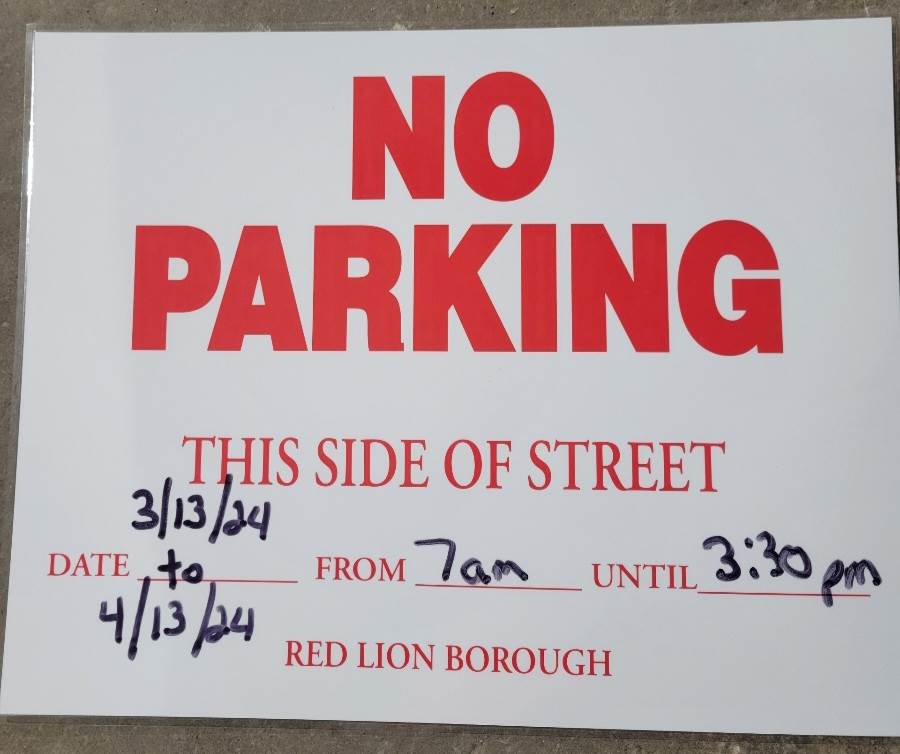 NO
PARKING
THIS SIDE OF STREET
3/13/24
DATE to FROM 7am UNTIL 3:30 pm
4/13/24
RED LION BOROUGH